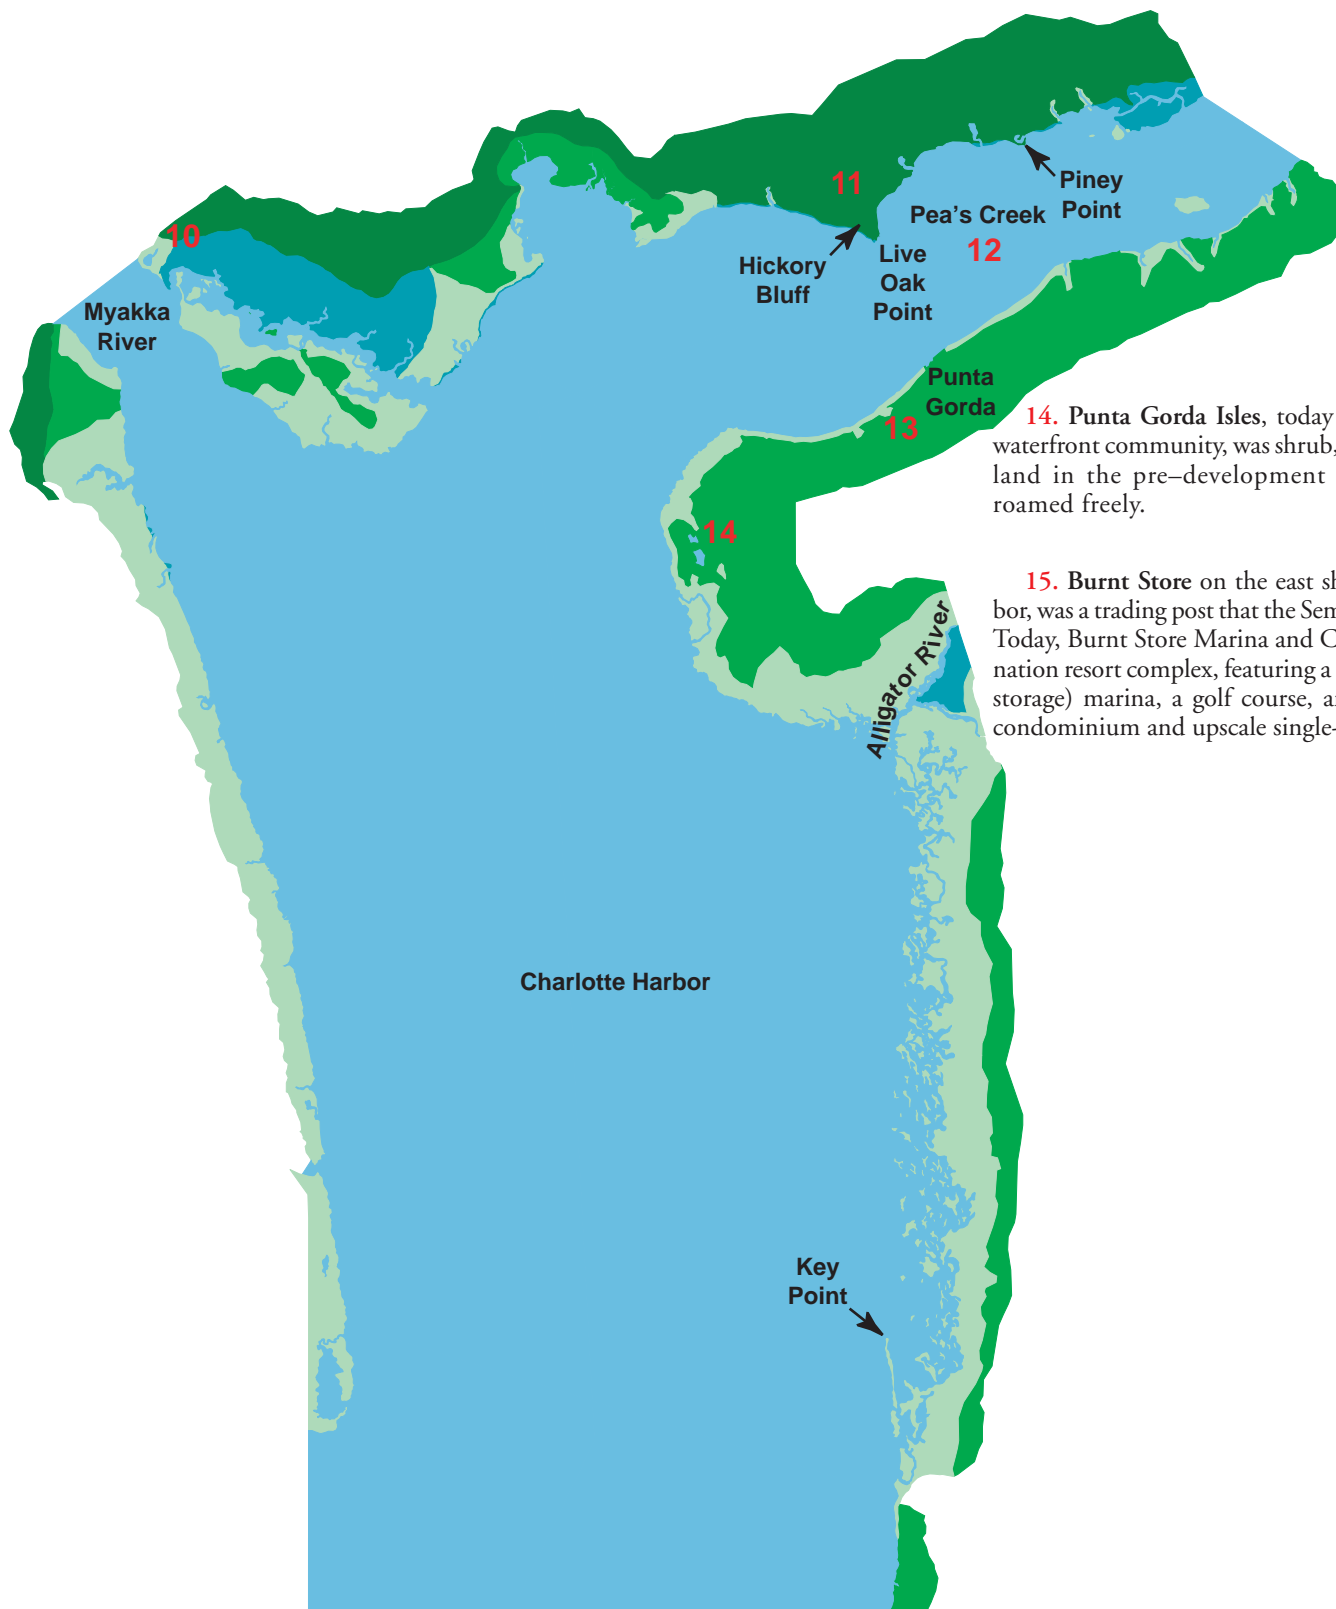 11
Piney
Point
Pea's Creek
10
12
Hickory
Bluff
Live
Oak
Point
Myakka
River
Punta
Gorda
13
14. Punta Gorda Isles, today
waterfront community, was shrub,
land in the pre–development
roamed freely.
14
15. Burnt Store on the east sh
bor, was a trading post that the Sem
Today, Burnt Store Marina and C
nation resort complex, featuring a
storage) marina, a golf course, a
condominium and upscale single-
Alligator River
Charlotte Harbor
Key
Point